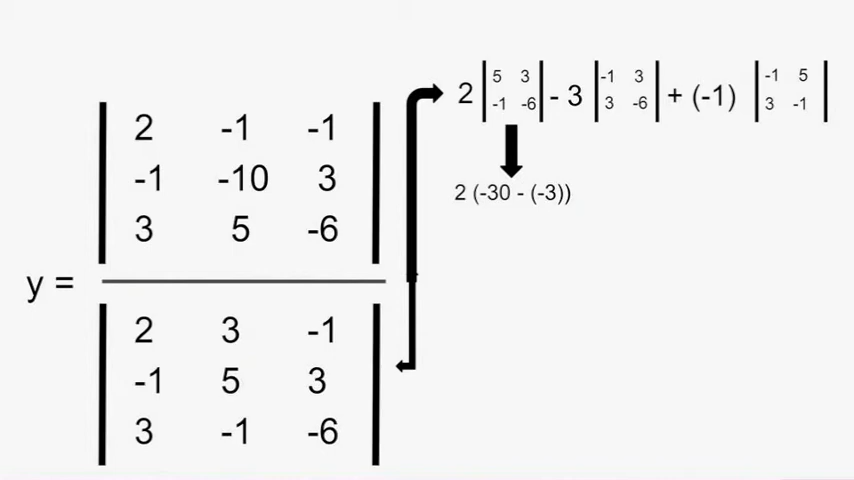 2 |5 3| - 3 |-1 3| + (-1) |-1 5|
|-1 -6| |3 -6| |3 -1|
2 (-30 - (-3))
2 -1 -1
-1 -10 3
3 5 -6
y =
2 3 -1
-1 5 3
3 -1 -6